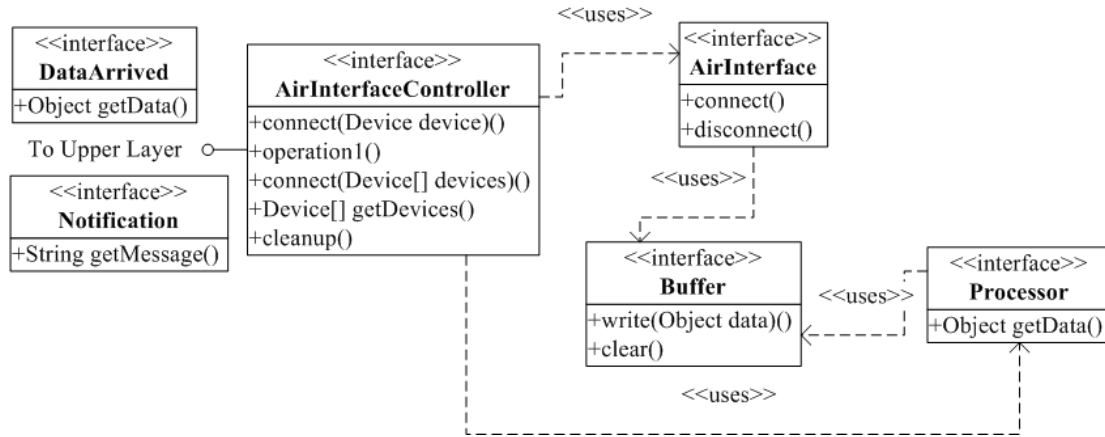 <<interface>>
DataArrived
+Object getData()
To Upper Layer
<<interface>>
Notification
+String getMessage()
<<interface>>
AirInterfaceController
+connect(Device device)()
+operation1()
+connect(Device[] devices)()
+Device[] getDevices()
+cleanup()
<<uses>>
<<interface>>
AirInterface
+connect()
+disconnect()
<<uses>>
<<interface>>
Buffer
+write(Object data)()
+clear()
<<uses>>
<<interface>>
Processor
+Object getData()
<<uses>>